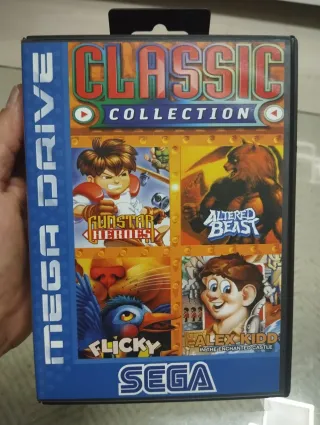 CLASSIC
COLLECTION
MEGA DRIVE
GUNSTAR
HEROES
ALTERED
BEAST
FLICKY
ALEX KIDD
IN THE ENCHANTED CASTLE
SEGA